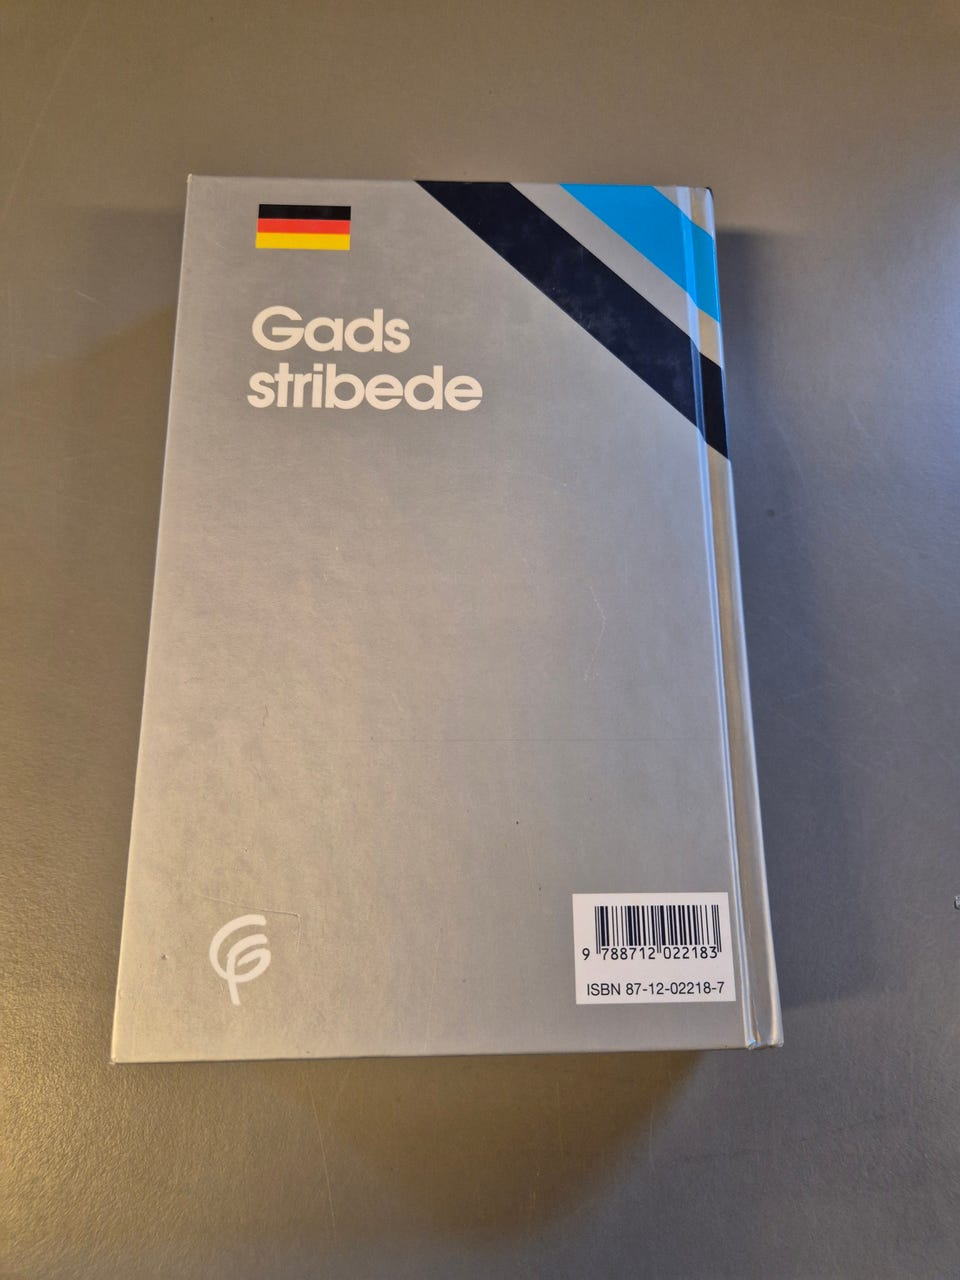 Gads
stribede
9 788712 022183
ISBN 87-12-02218-7